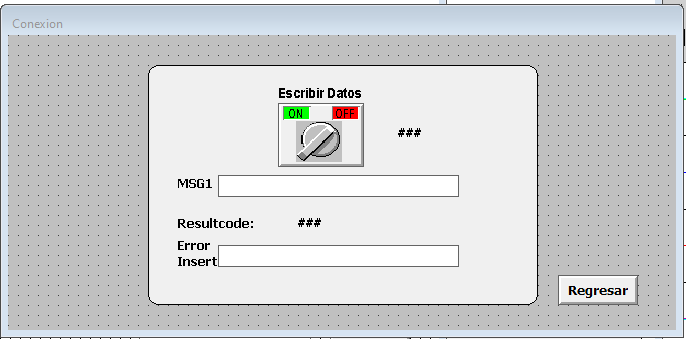 Conexion
Escribir Datos
ON OFF
###
MSG1
Resultcode: ###
Error
Insert
Regresar